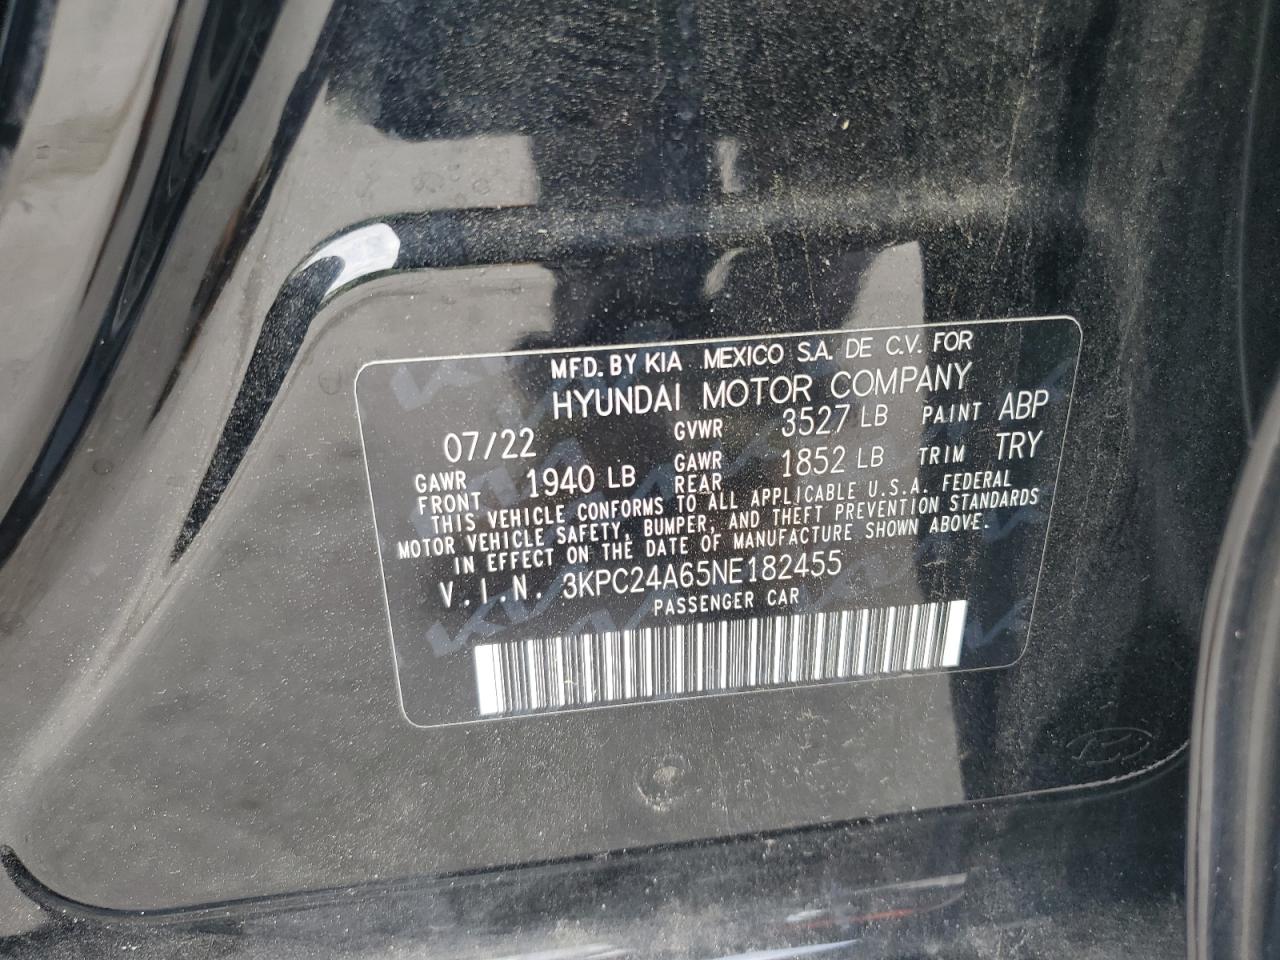 MFD. BY KIA MEXICO S.A. DE C.V. FOR
HYUNDAI MOTOR COMPANY
07/22 GVWR 3527 LB PAINT ABP
GAWR FRONT 1940 LB GAWR REAR 1852 LB TRIM TRY
THIS VEHICLE CONFORMS TO ALL APPLICABLE U.S.A. FEDERAL
MOTOR VEHICLE SAFETY, BUMPER, AND THEFT PREVENTION STANDARDS
IN EFFECT ON THE DATE OF MANUFACTURE SHOWN ABOVE.
V.I.N. 3KPC24A65NE182455
PASSENGER CAR